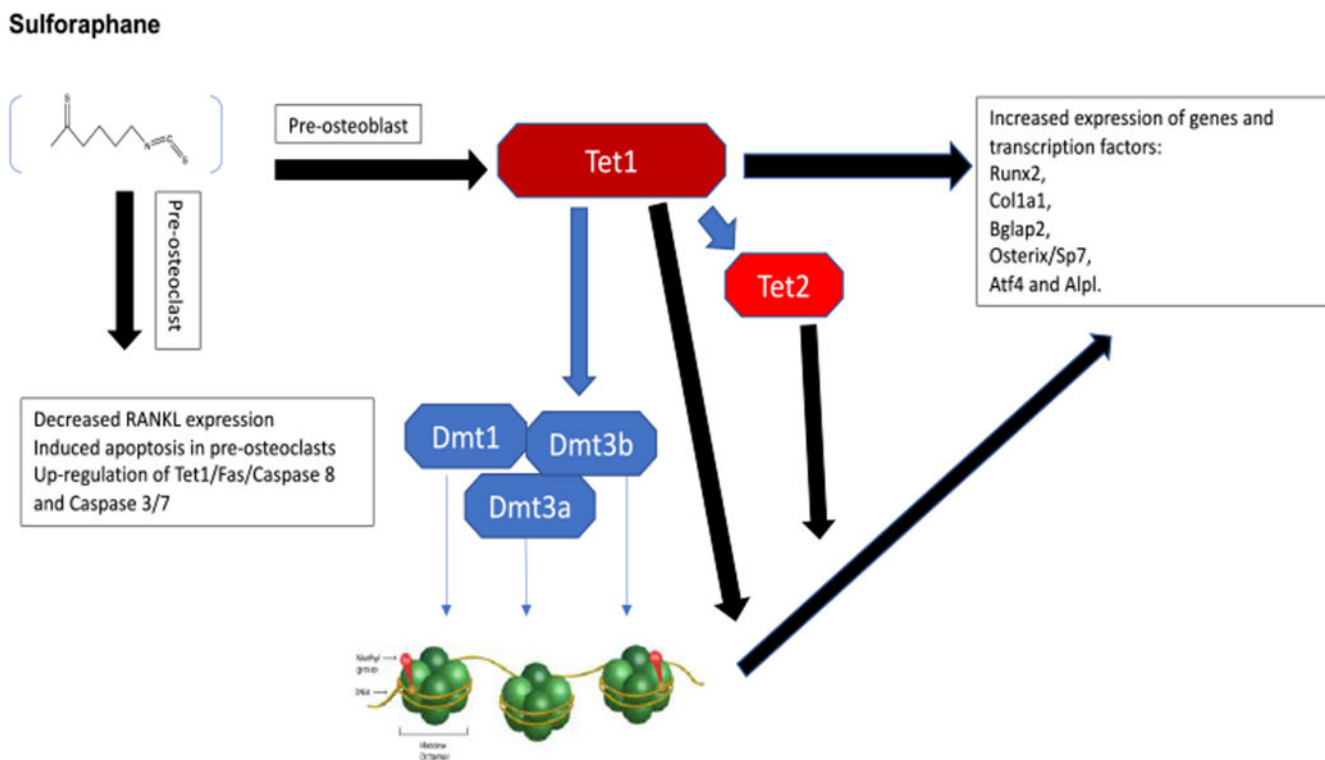 Sulforaphane
S
N
C
S
Pre-osteoblast
Pre-osteoclast
Tet1
Tet2
Increased expression of genes and
transcription factors:
Runx2,
Col1a1,
Bglap2,
Osterix/Sp7,
Atf4 and Alpl.
Decreased RANKL expression
Induced apoptosis in pre-osteoclasts
Up-regulation of Tet1/Fas/Caspase 8
and Caspase 3/7
Dmt1
Dmt3b
Dmt3a
Methyl
group
DNA
Histone
Octamer